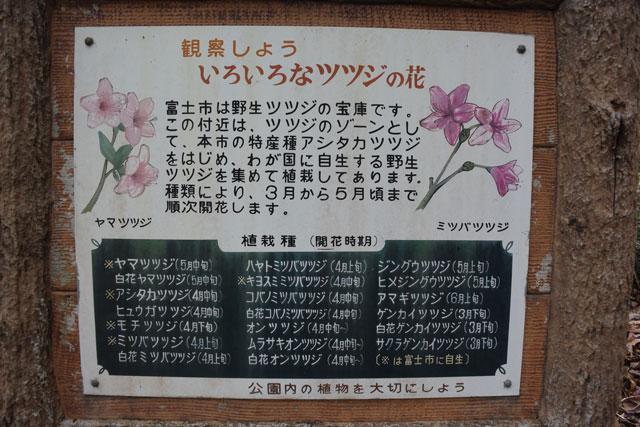 観察しよう
いろいろなツツジの花
富士市は野生ツツジの宝庫です。
この付近は、ツツジのゾーンとし
て、本市の特産種アシタカツツジ
をはじめ、わが国に自生する野生
ツツジを集めて植栽してあります。
種類により、3月から5月頃まで
順次開花します。
ヤマツツジ
ミツバツツジ
植栽種（開花時期）
※ヤマツツジ(5月中旬)
白花ヤマツツジ(5月中旬)
※アシタカツツジ(4月中旬)
ヒュウガツツジ(4月中旬)
※モチツツジ(4月下旬)
※ミツバツツジ(4月上旬)
白花ミツバツツジ(4月上旬)
ハヤトミツバツツジ(4月上旬)
※キヨスミミツバツツジ(4月中旬)
コバノミツバツツジ(4月上旬)
白花コバノミツバツツジ(4月上旬)
オンツツジ(4月中旬〜)
ムラサキオンツツジ(4月中旬〜)
白花オンツツジ(4月中旬〜)
ジングウツツジ(5月上旬)
ヒメジングウツツジ(5月上旬)
アマギツツジ(6月上旬)
ゲンカイツツジ(3月下旬)
白花ゲンカイツツジ(3月下旬)
サクラゲンカイツツジ(3月下旬)
(※は富士市に自生)
公園内の植物を大切にしよう